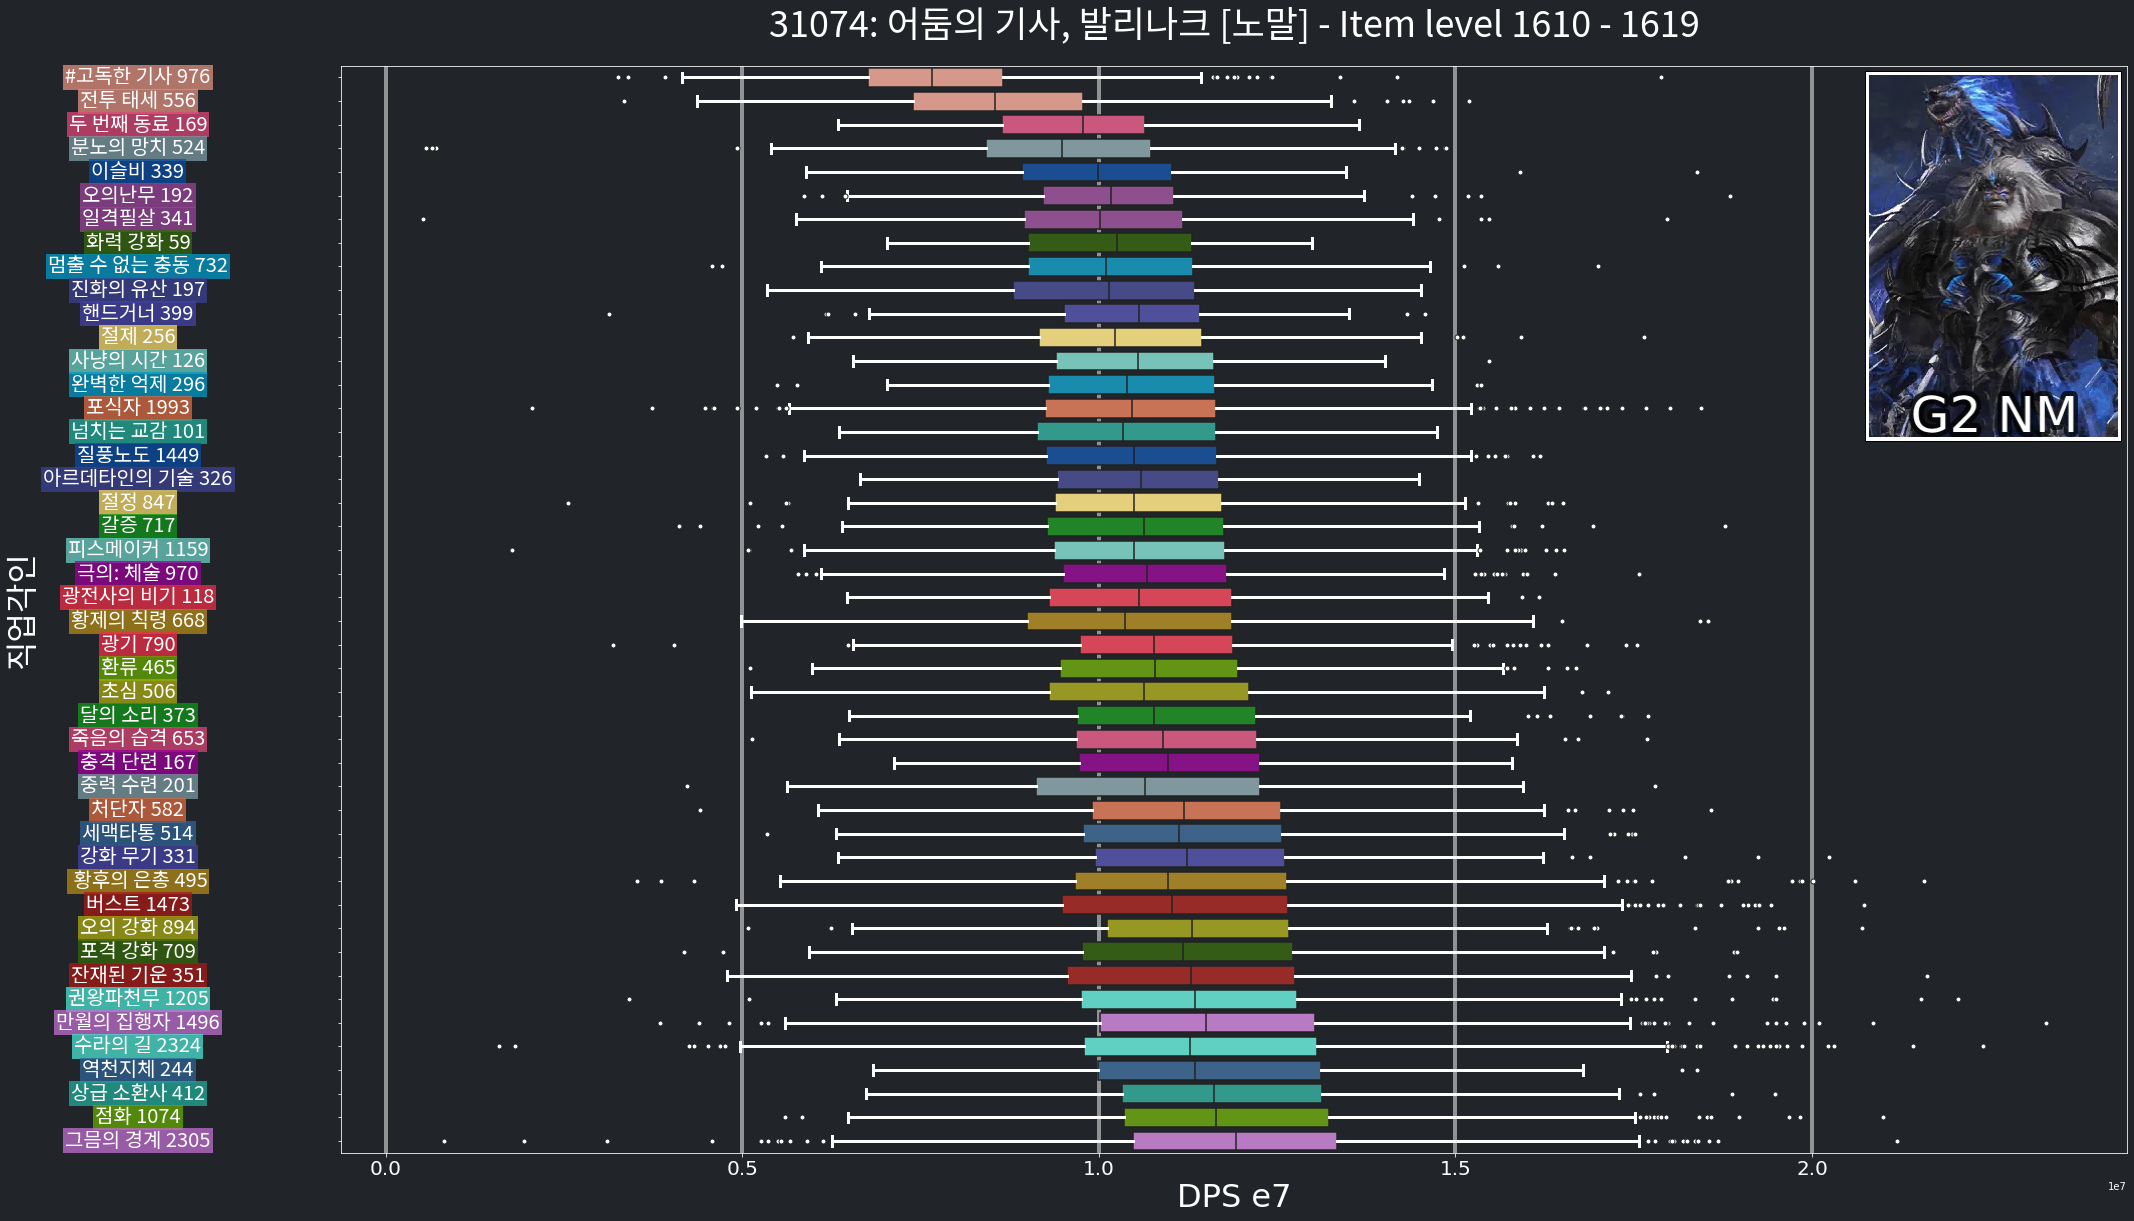 31074: 어둠의 기사, 발리나크 [노말] - Item level 1610 - 1619
#고독한 기사 976
전투 태세 556
두 번째 동료 169
분노의 망치 524
이슬비 339
오의난무 192
일격필살 341
화력 강화 59
멈출 수 없는 충동 732
진화의 유산 197
핸드거너 399
절제 256
사냥의 시간 126
완벽한 억제 296
포식자 1993
넘치는 교감 101
질풍노도 1449
아르데타인의 기술 326
절정 847
갈증 717
피스메이커 1159
극의: 체술 970
광전사의 비기 118
황제의 칙령 668
광기 790
환류 465
초심 506
달의 소리 373
죽음의 습격 653
충격 단련 167
중력 수련 201
처단자 582
세맥타통 514
강화 무기 331
황후의 은총 495
버스트 1473
오의 강화 894
포격 강화 709
잔재된 기운 351
권왕파천무 1205
만월의 집행자 1496
수라의 길 2324
역천지체 244
상급 소환사 412
점화 1074
그믐의 경계 2305
직업각인
G2 NM
0.0 0.5 1.0 1.5 2.0
DPS e7
1e7